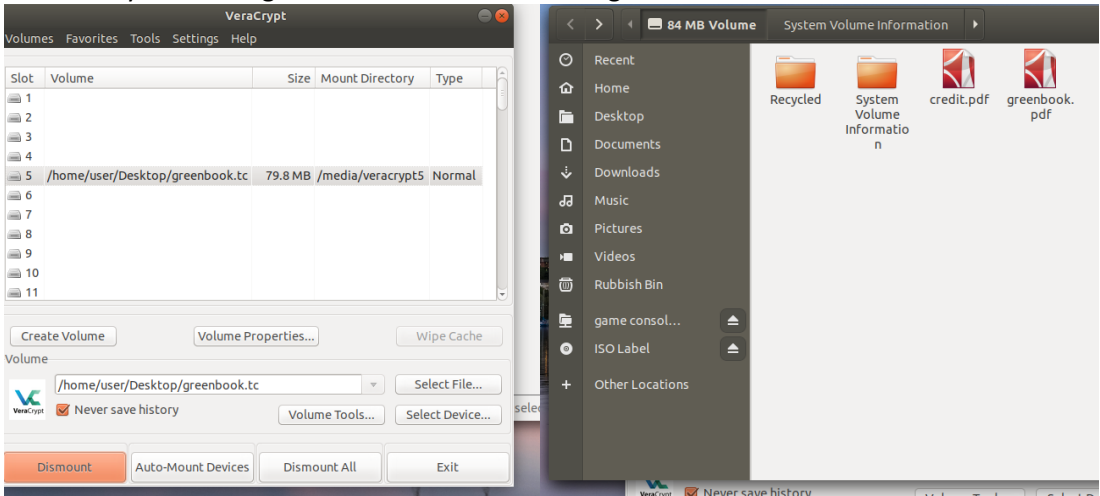 VeraCrypt
Volumes Favorites Tools Settings Help
Slot Volume Size Mount Directory Type
1
2
3
4
5 /home/user/Desktop/greenbook.tc 79.8 MB /media/veracrypt5 Normal
6
7
8
9
10
11
Create Volume Volume Properties... Wipe Cache
Volume
/home/user/Desktop/greenbook.tc Select File...
VeraCrypt Never save history Volume Tools... Select Device...
Dismount Auto-Mount Devices Dismount All Exit
84 MB Volume System Volume Information
Recent
Home
Desktop
Documents
Downloads
Music
Pictures
Videos
Rubbish Bin
game consol...
ISO Label
Other Locations
Recycled
System
Volume
Informatio
n
credit.pdf
greenbook.
pdf
Never save history